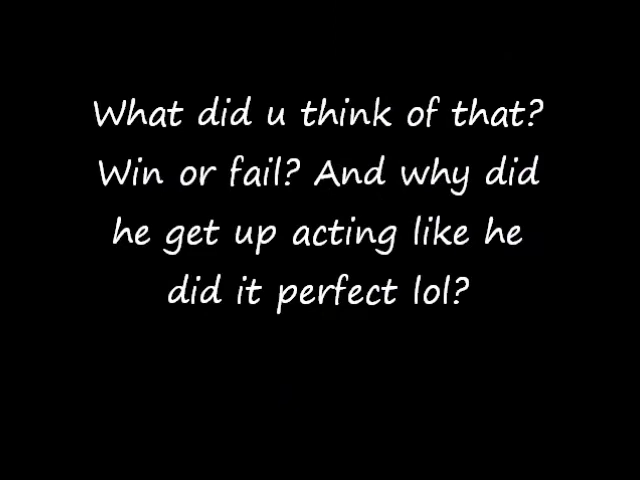 What did u think of that?
Win or fail? And why did
he get up acting like he
did it perfect lol?